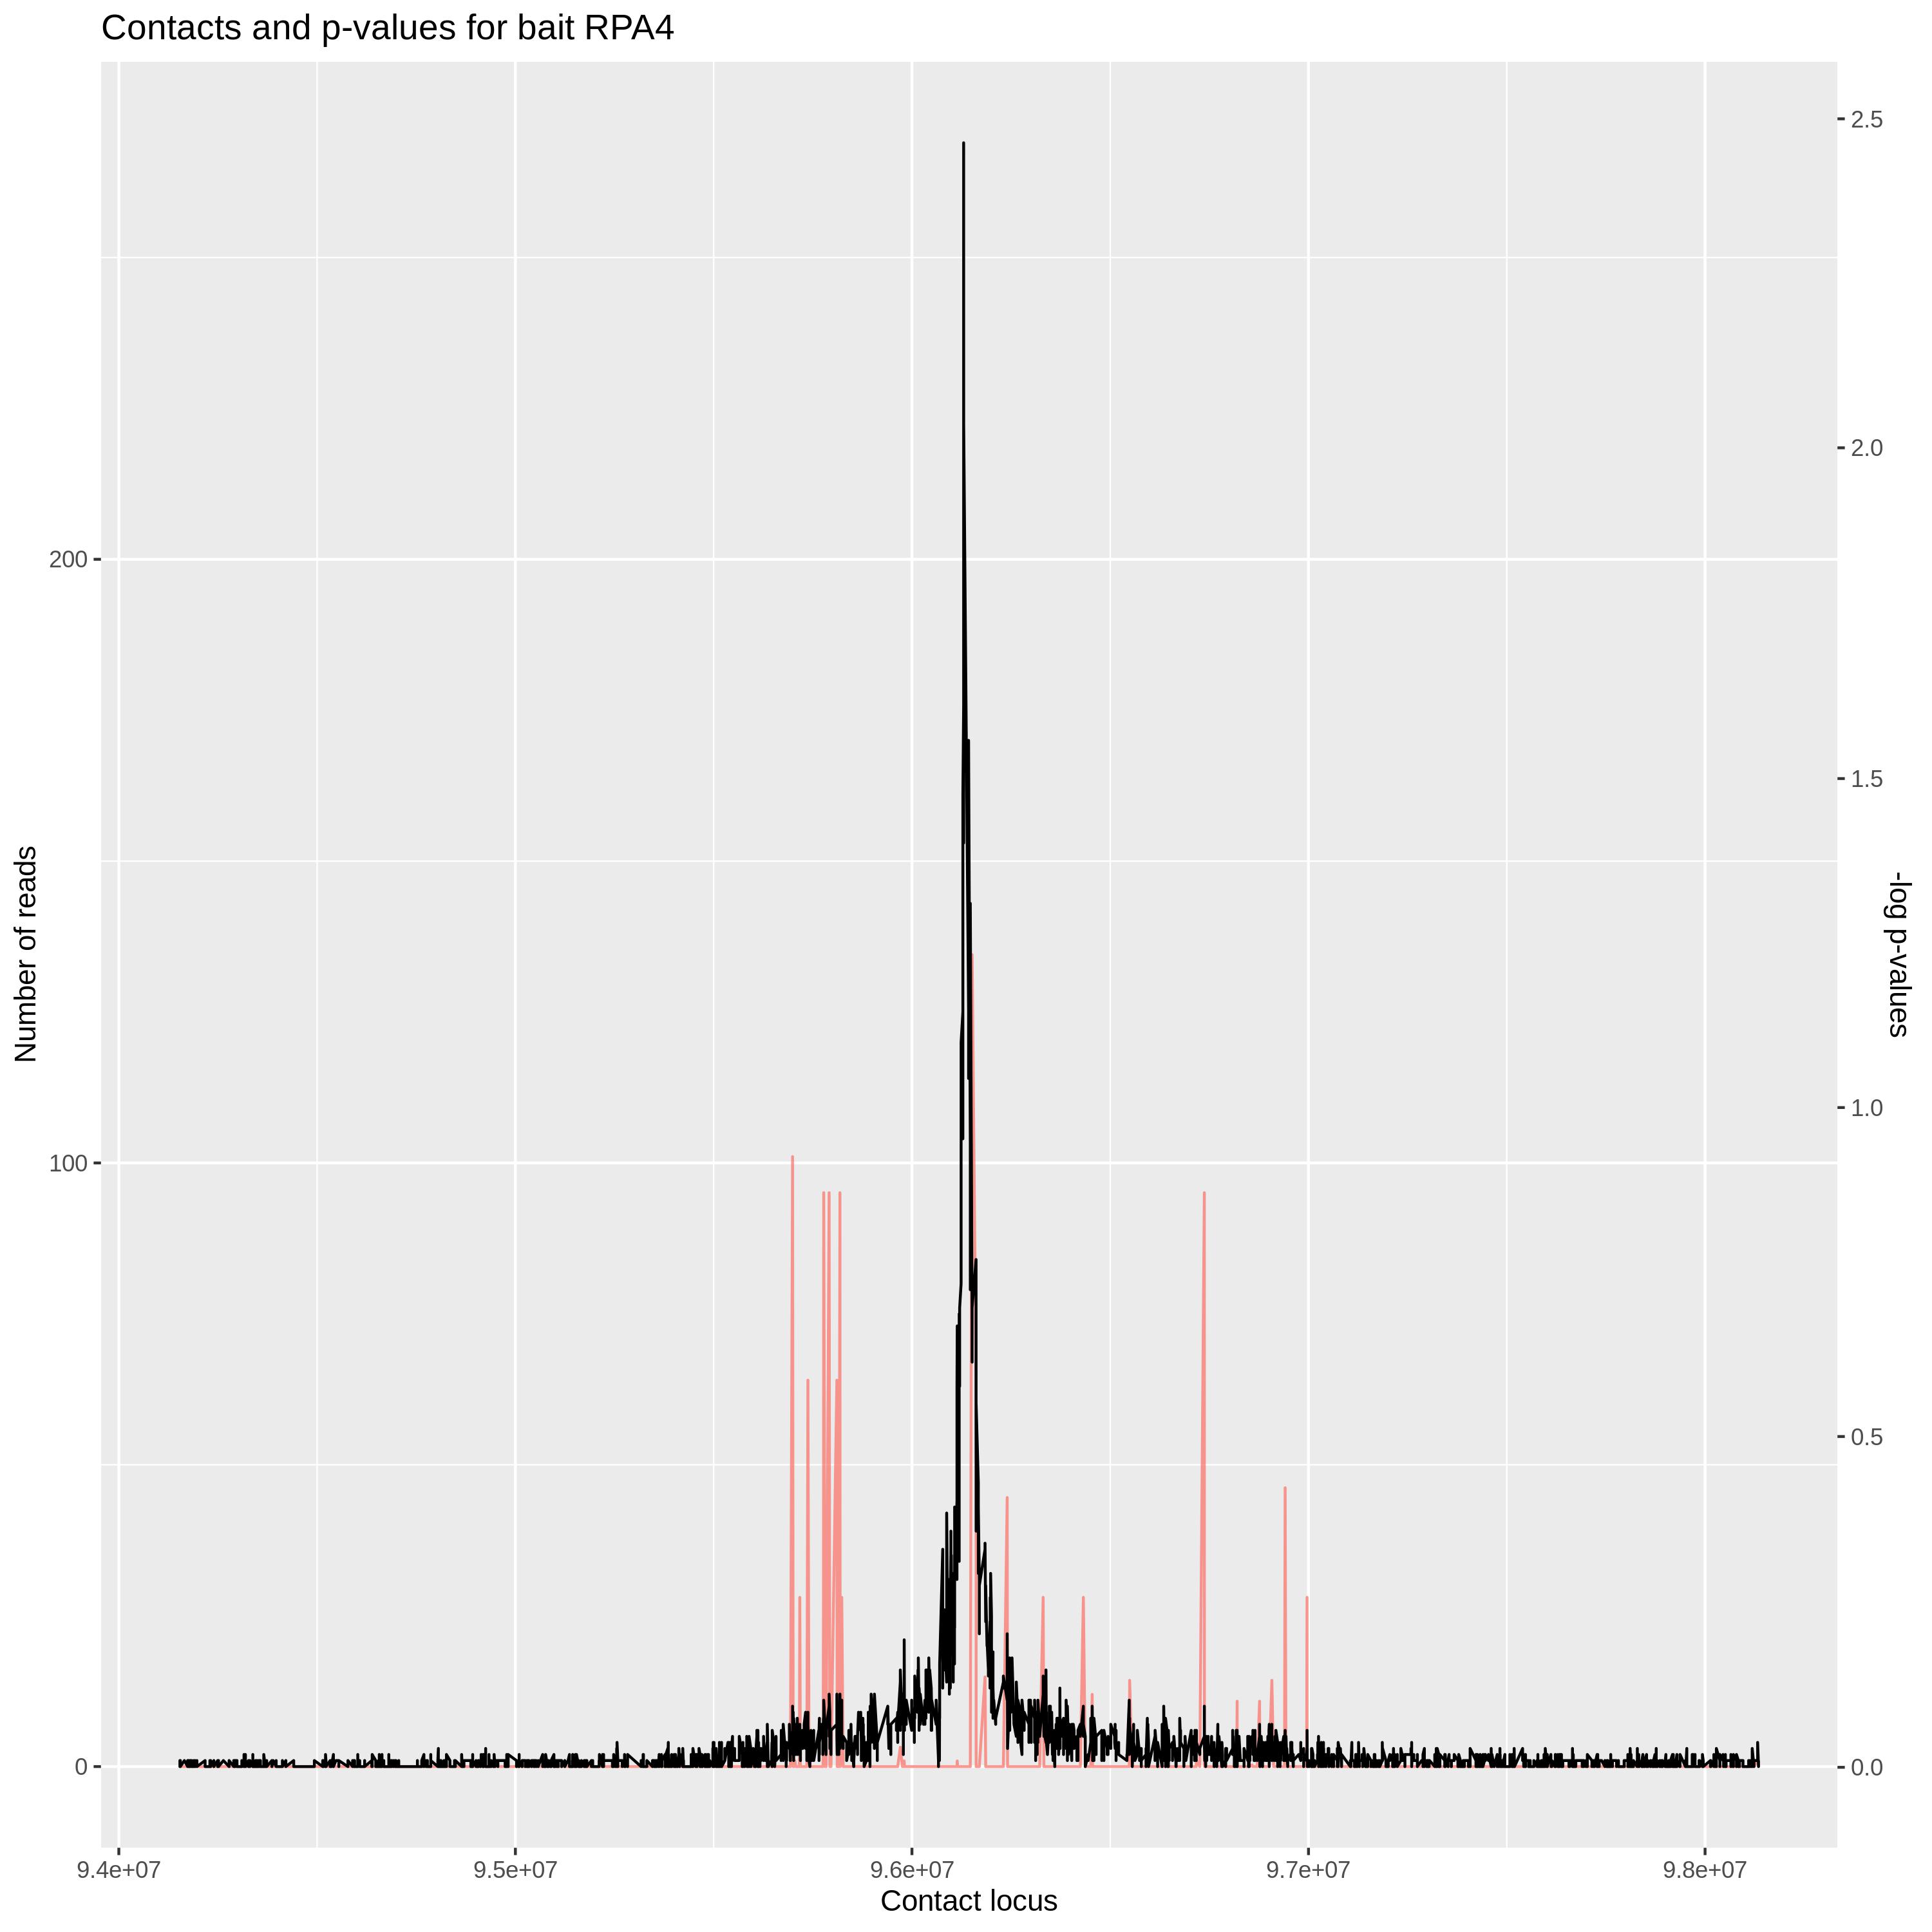 Contacts and p-values for bait RPA4
2.5
2.0
200
1.5
Number of reads
-log p-values
1.0
100
0.5
0
0.0
9.4e+07
9.5e+07
9.6e+07
9.7e+07
9.8e+07
Contact locus